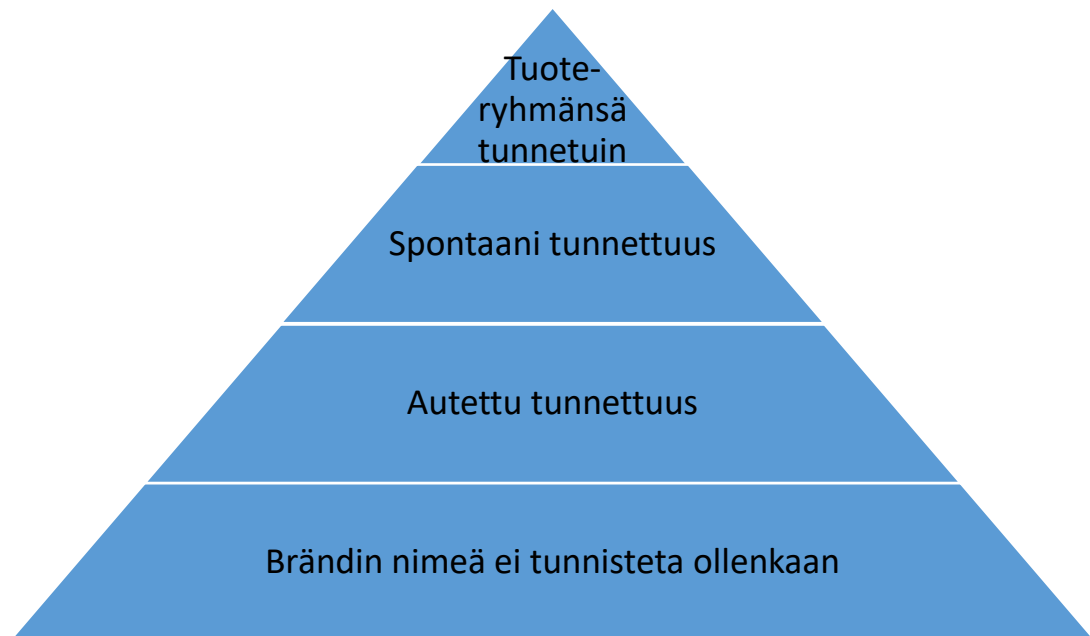 Tuote-
ryhmänsä
tunnetuin
Spontaani tunnettuus
Autettu tunnettuus
Brändin nimeä ei tunnisteta ollenkaan